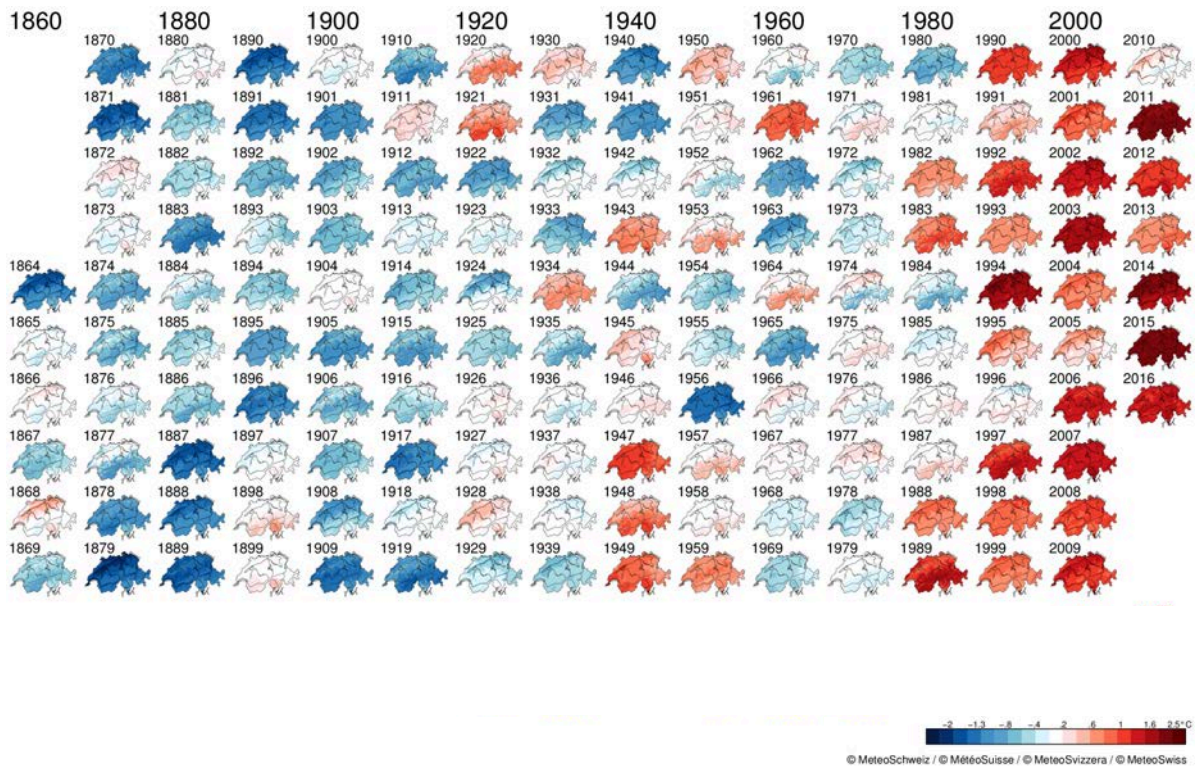 1860 1880 1900 1920 1940 1960 1980 2000
1870 1880 1890 1900 1910 1920 1930 1940 1950 1960 1970 1980 1990 2000 2010
1871 1881 1891 1901 1911 1921 1931 1941 1951 1961 1971 1981 1991 2001 2011
1872 1882 1892 1902 1912 1922 1932 1942 1952 1962 1972 1982 1992 2002 2012
1873 1883 1893 1903 1913 1923 1933 1943 1953 1963 1973 1983 1993 2003 2013
1864 1874 1884 1894 1904 1914 1924 1934 1944 1954 1964 1974 1984 1994 2004 2014
1865 1875 1885 1895 1905 1915 1925 1935 1945 1955 1965 1975 1985 1995 2005 2015
1866 1876 1886 1896 1906 1916 1926 1936 1946 1956 1966 1976 1986 1996 2006 2016
1867 1877 1887 1897 1907 1917 1927 1937 1947 1957 1967 1977 1987 1997 2007
1868 1878 1888 1898 1908 1918 1928 1938 1948 1958 1968 1978 1988 1998 2008
1869 1879 1889 1899 1909 1919 1929 1939 1949 1959 1969 1979 1989 1999 2009
-2 -1.3 -.8 -.4 .2 .6 1 1.6 2.5°C
© MeteoSchweiz / © MétéoSuisse / © MeteoSvizzera / © MeteoSwiss